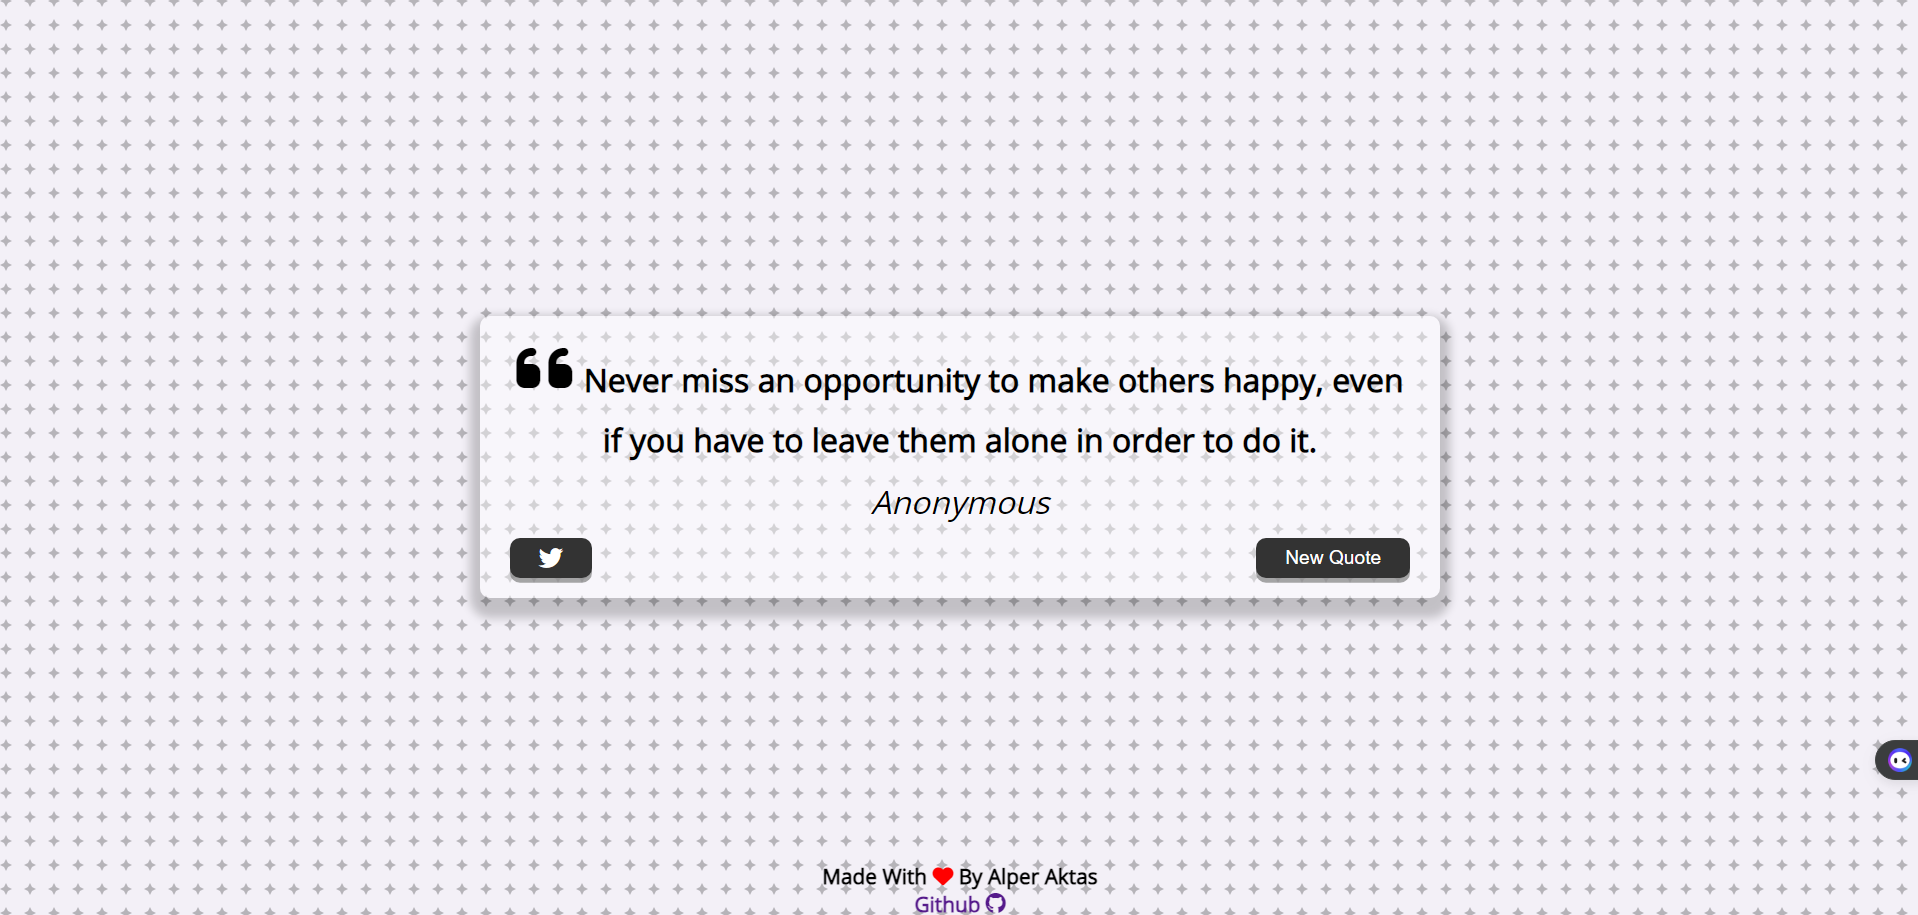 Never miss an opportunity to make others happy, even
if you have to leave them alone in order to do it.
Anonymous
New Quote
Made With ❤ By Alper Aktas
Github